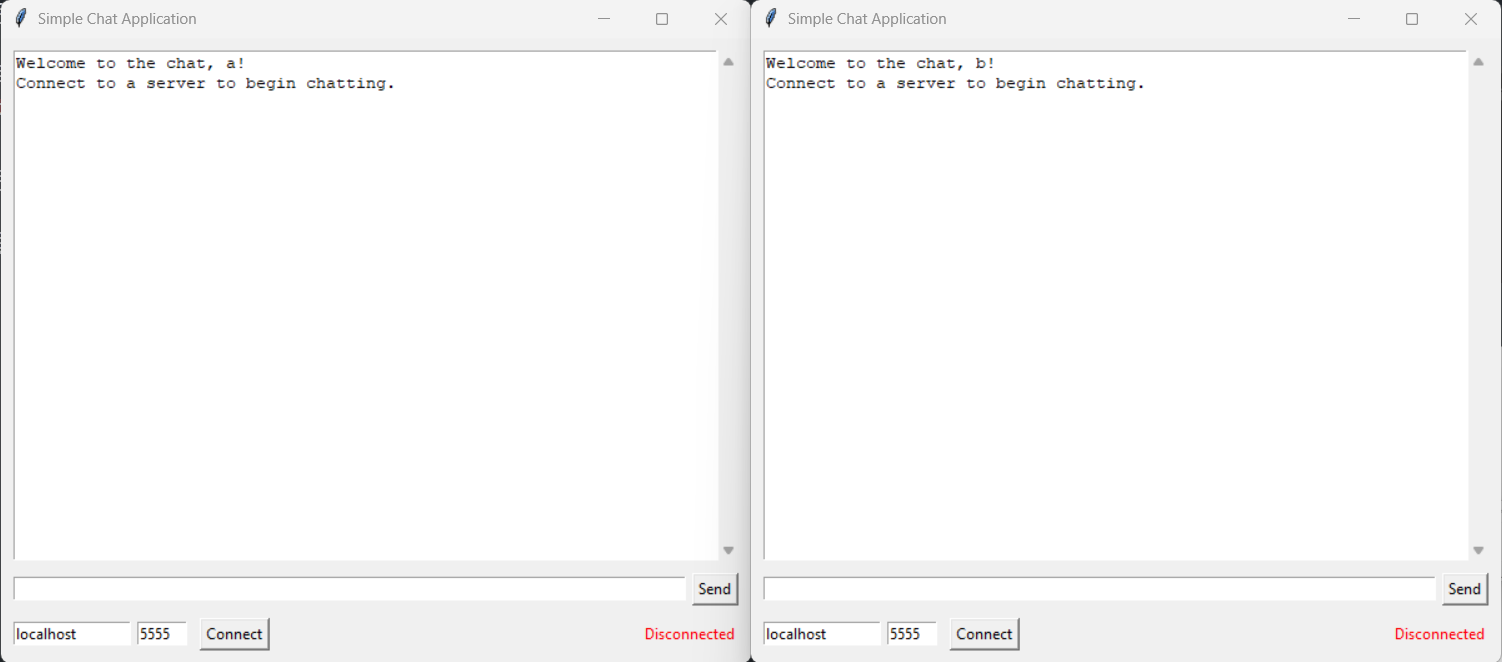 Simple Chat Application
Welcome to the chat, a!
Connect to a server to begin chatting.
Send
localhost 5555 Connect Disconnected
Simple Chat Application
Welcome to the chat, b!
Connect to a server to begin chatting.
Send
localhost 5555 Connect Disconnected